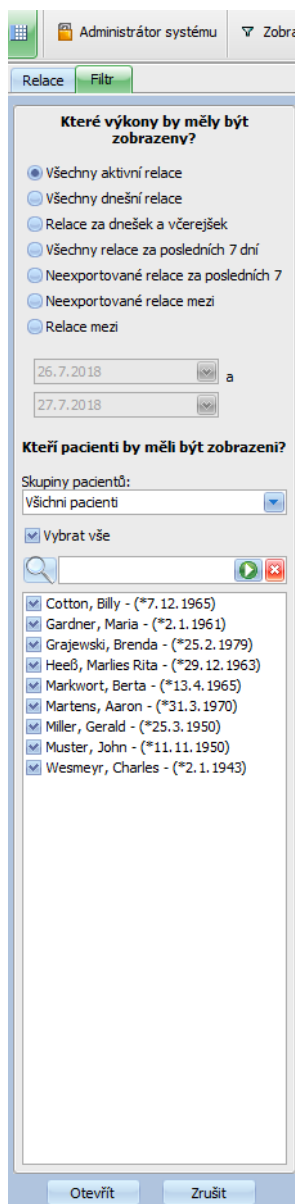 Administrátor systému
Zobra
Relace Filtr
Které výkony by měly být
zobrazeny?
Všechny aktivní relace
Všechny dnešní relace
Relace za dnešek a včerejšek
Všechny relace za posledních 7 dní
Neexportované relace za posledních 7
Neexportované relace mezi
Relace mezi
26.7.2018 a
27.7.2018
Kteří pacienti by měli být zobrazeni?
Skupiny pacientů:
Všichni pacienti
Vybrat vše
Cotton, Billy - (*7.12.1965)
Gardner, Maria - (*2.1.1961)
Grajewski, Brenda - (*25.2.1979)
Heeß, Marlies Rita - (*29.12.1963)
Markwort, Berta - (*13.4.1965)
Martens, Aaron - (*31.3.1970)
Miller, Gerald - (*25.3.1950)
Muster, John - (*11.11.1950)
Wesmeyr, Charles - (*2.1.1943)
Otevřít Zrušit